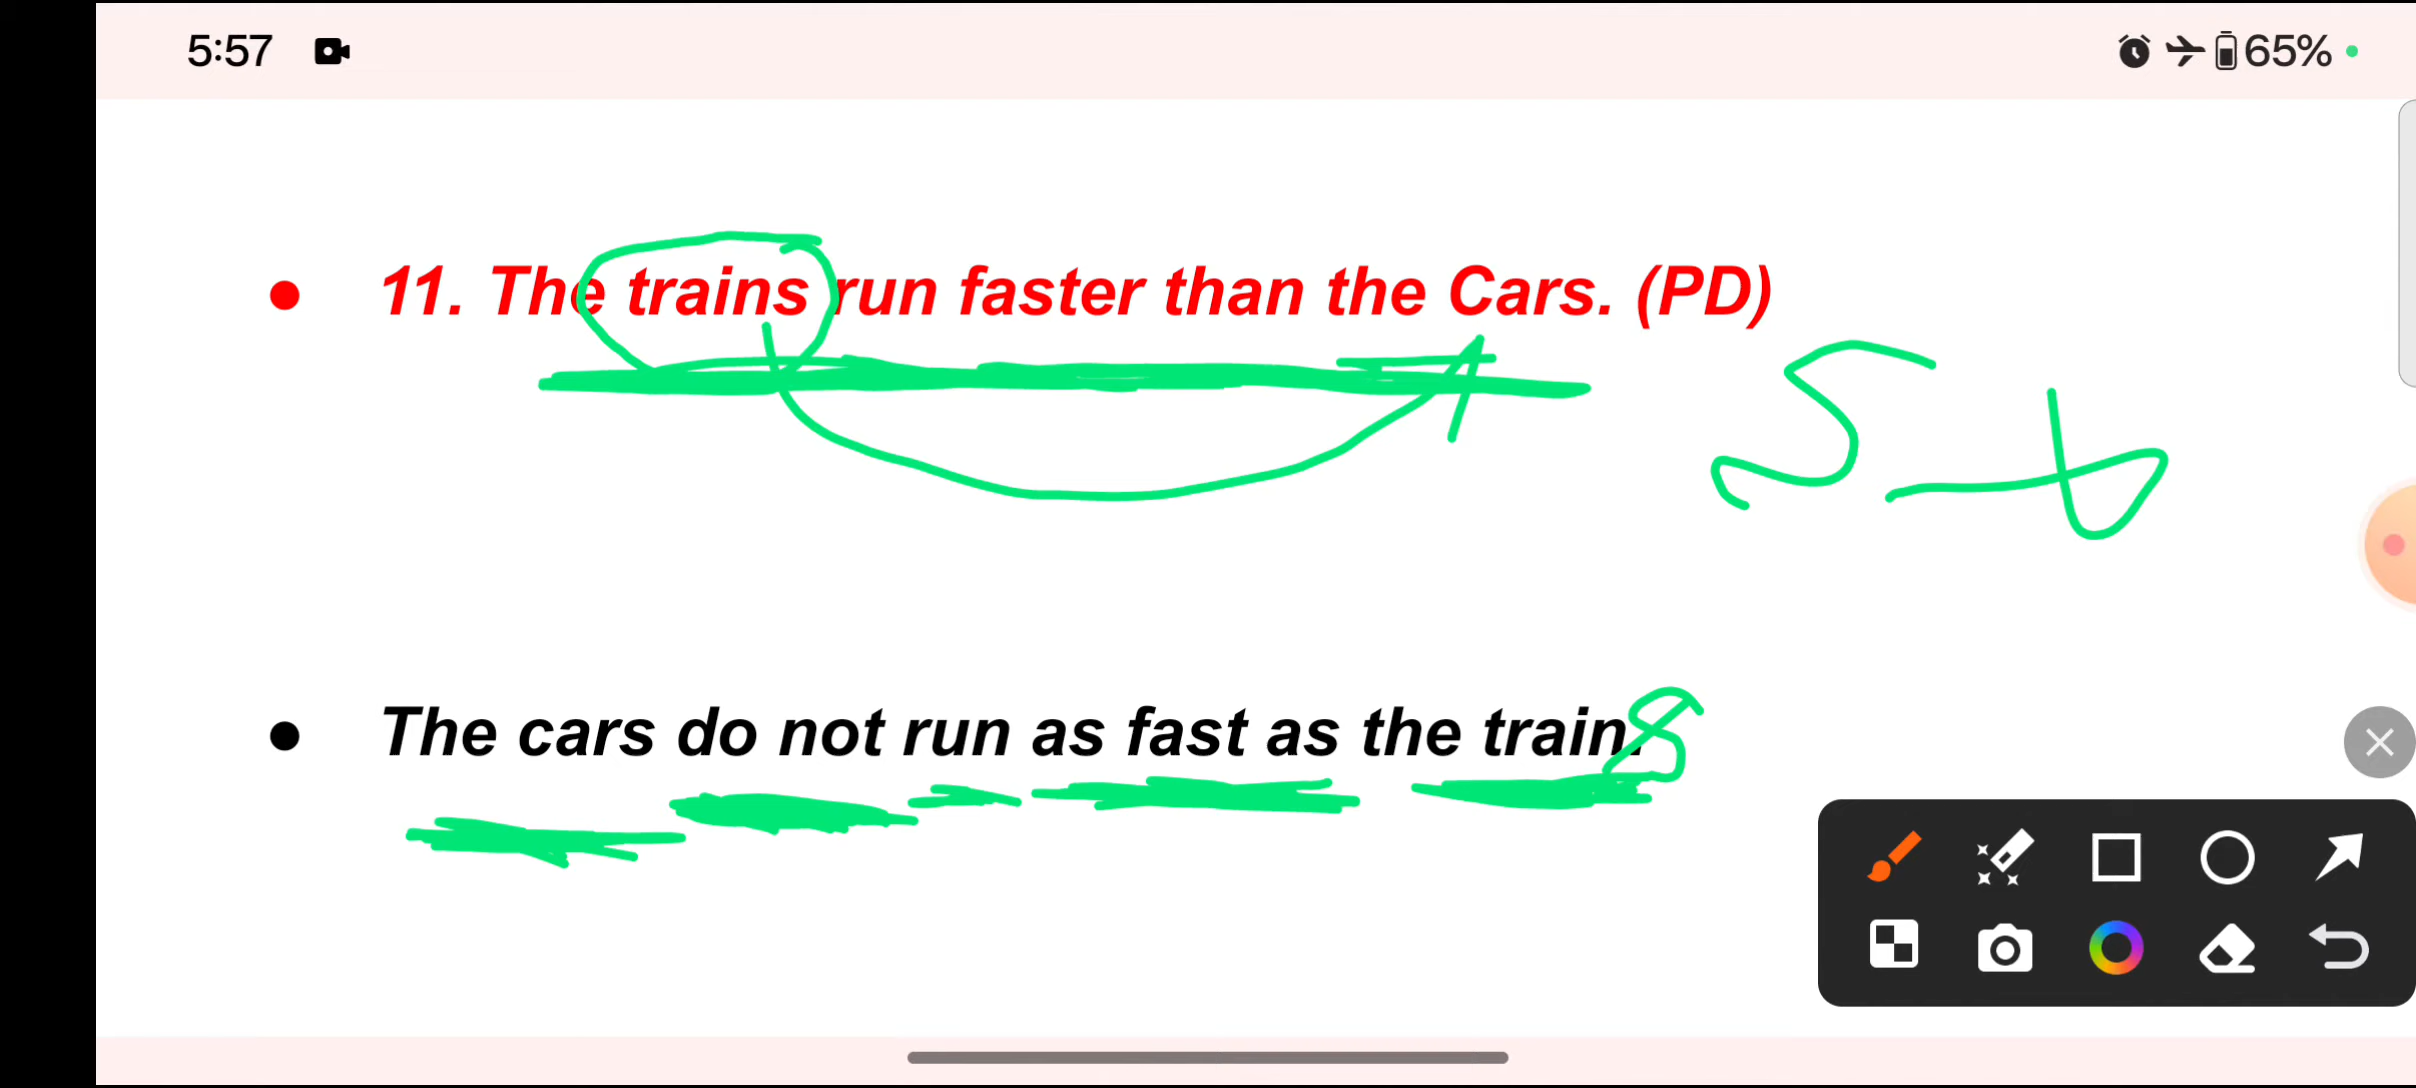 5:57 65%
• 11. The trains run faster than the Cars. (PD)
S-t
• The cars do not run as fast as the train.s